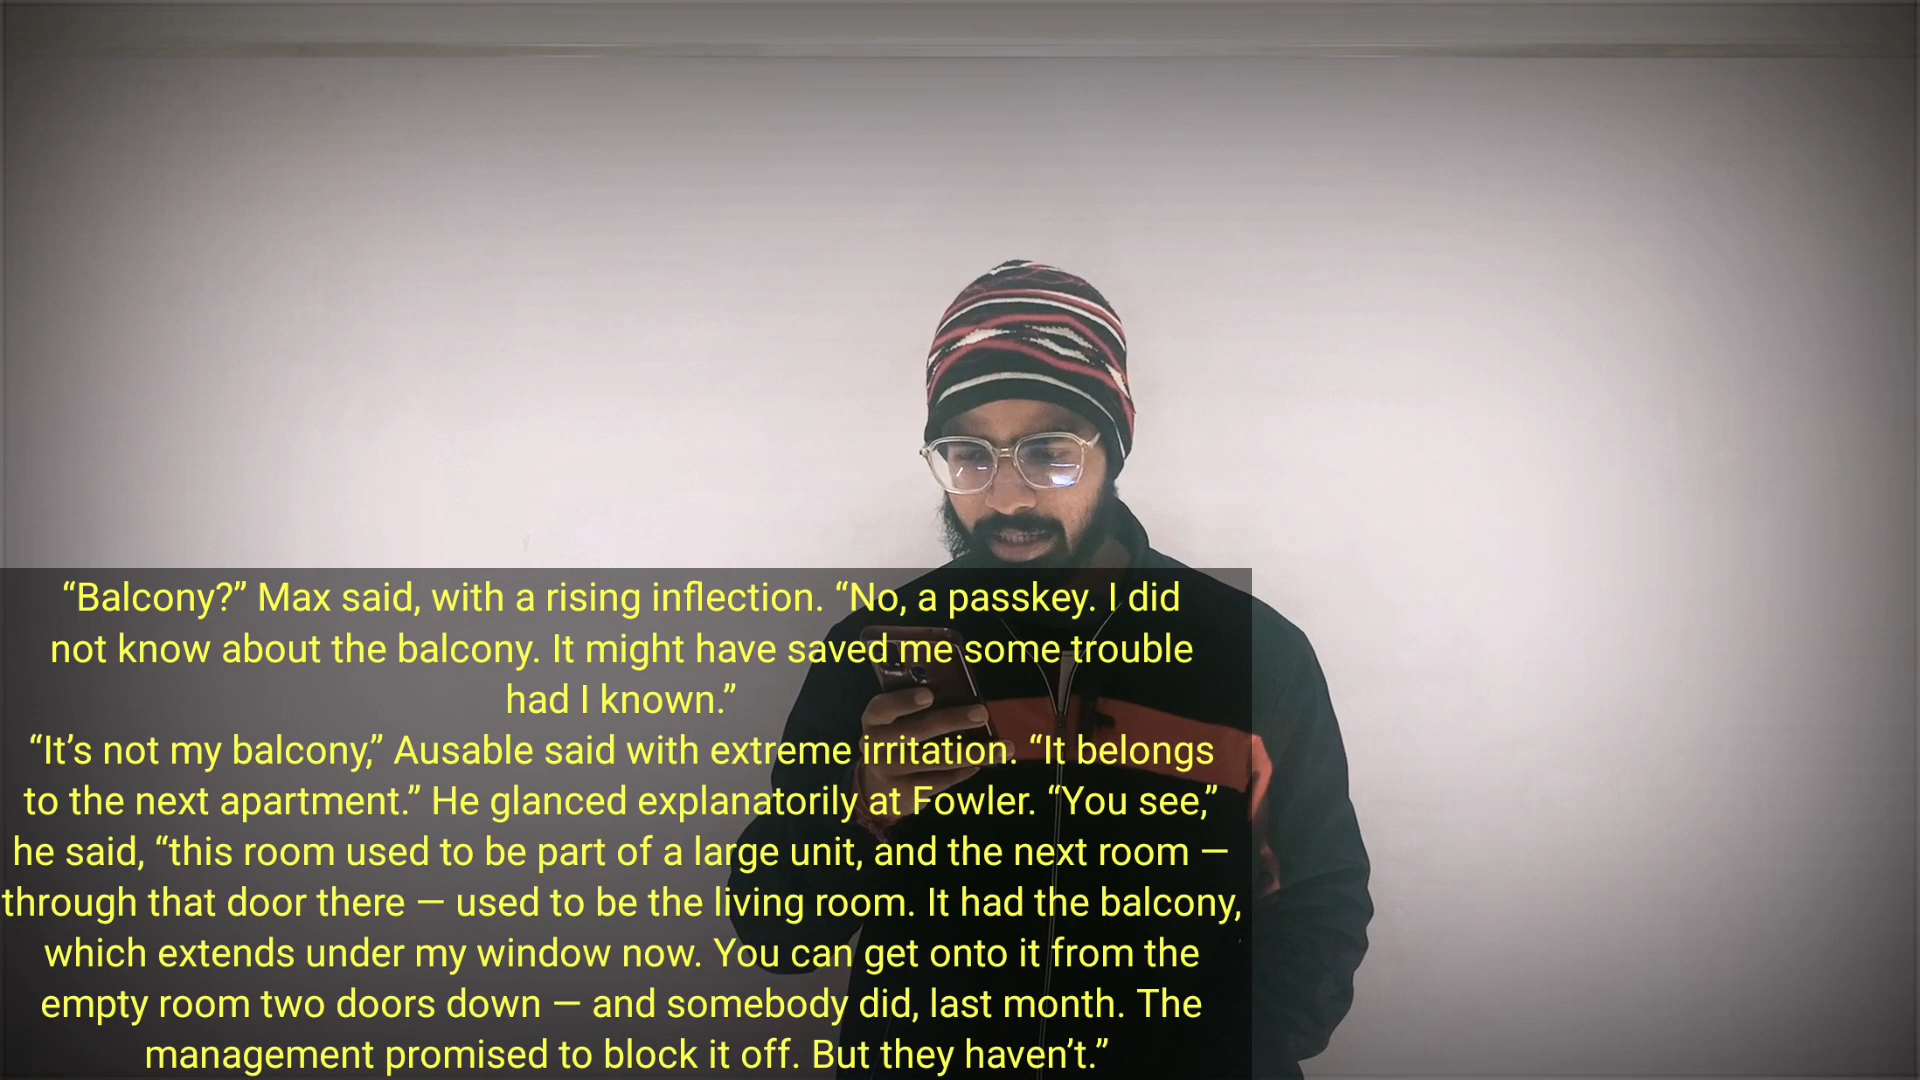 “Balcony?” Max said, with a rising inflection. “No, a passkey. I did
not know about the balcony. It might have saved me some trouble
had I known.”
“It’s not my balcony,” Ausable said with extreme irritation. “It belongs
to the next apartment.” He glanced explanatorily at Fowler. “You see,”
he said, “this room used to be part of a large unit, and the next room —
through that door there — used to be the living room. It had the balcony,
which extends under my window now. You can get onto it from the
empty room two doors down — and somebody did, last month. The
management promised to block it off. But they haven’t.”